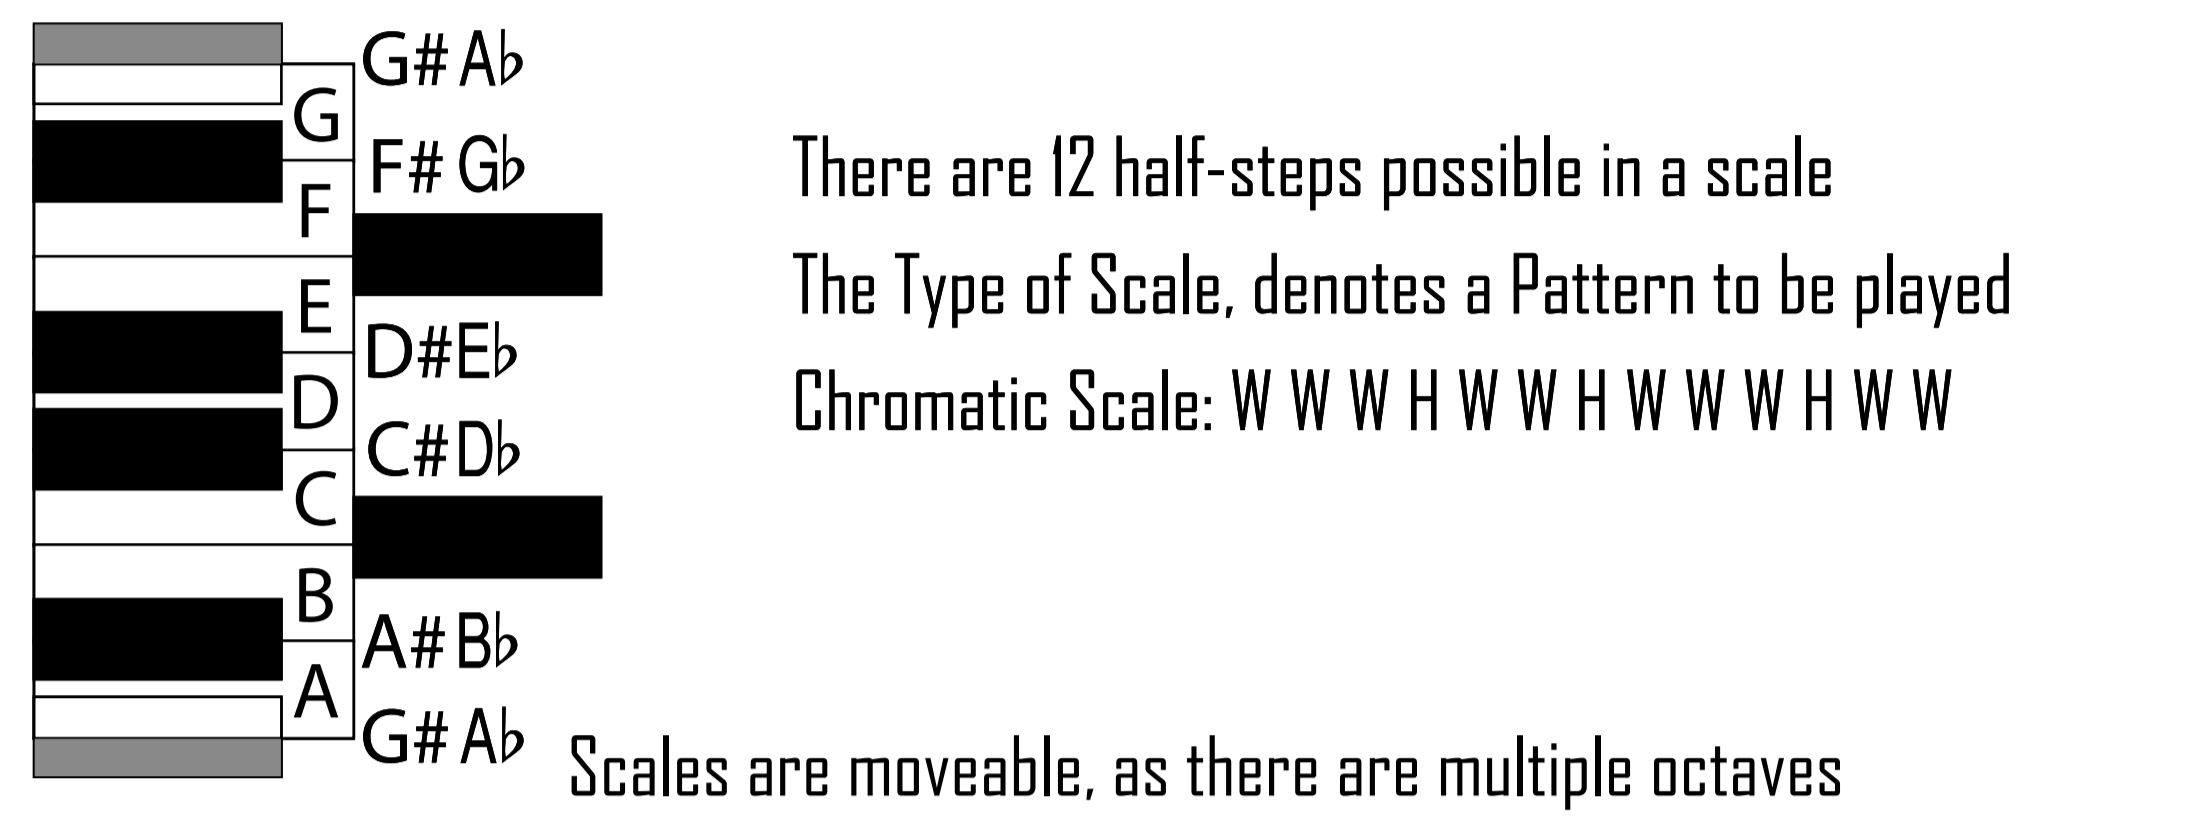 G# A♭
G
F# G♭
F
E
D#E♭
D
C#D♭
C
B
A#B♭
A
G# A♭
There are 12 half-steps possible in a scale
The Type of Scale, denotes a Pattern to be played
Chromatic Scale: W W W H W W H W W W H W W
Scales are moveable, as there are multiple octaves